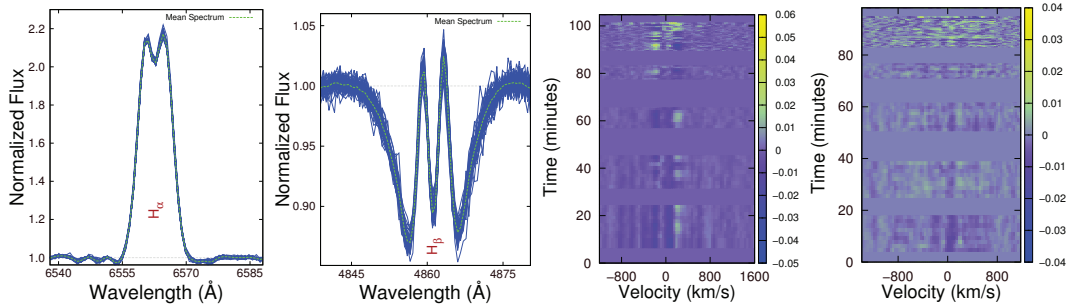 Mean Spectrum
2.2
2.0
1.8
1.6
1.4
1.2
1.0
Normalized Flux
Hα
6540 6555 6570 6585
Wavelength (Å)
Mean Spectrum
1.05
1.00
0.95
0.90
Normalized Flux
Hβ
4845 4860 4875
Wavelength (Å)
100
80
60
40
20
0
Time (minutes)
−800 0 800 1600
Velocity (km/s)
0.06
0.05
0.04
0.03
0.02
0.01
0
−0.01
−0.02
−0.03
−0.04
−0.05
80
60
40
20
0
Time (minutes)
−800 0 800
Velocity (km/s)
0.04
0.03
0.02
0.01
0
−0.01
−0.02
−0.03
−0.04